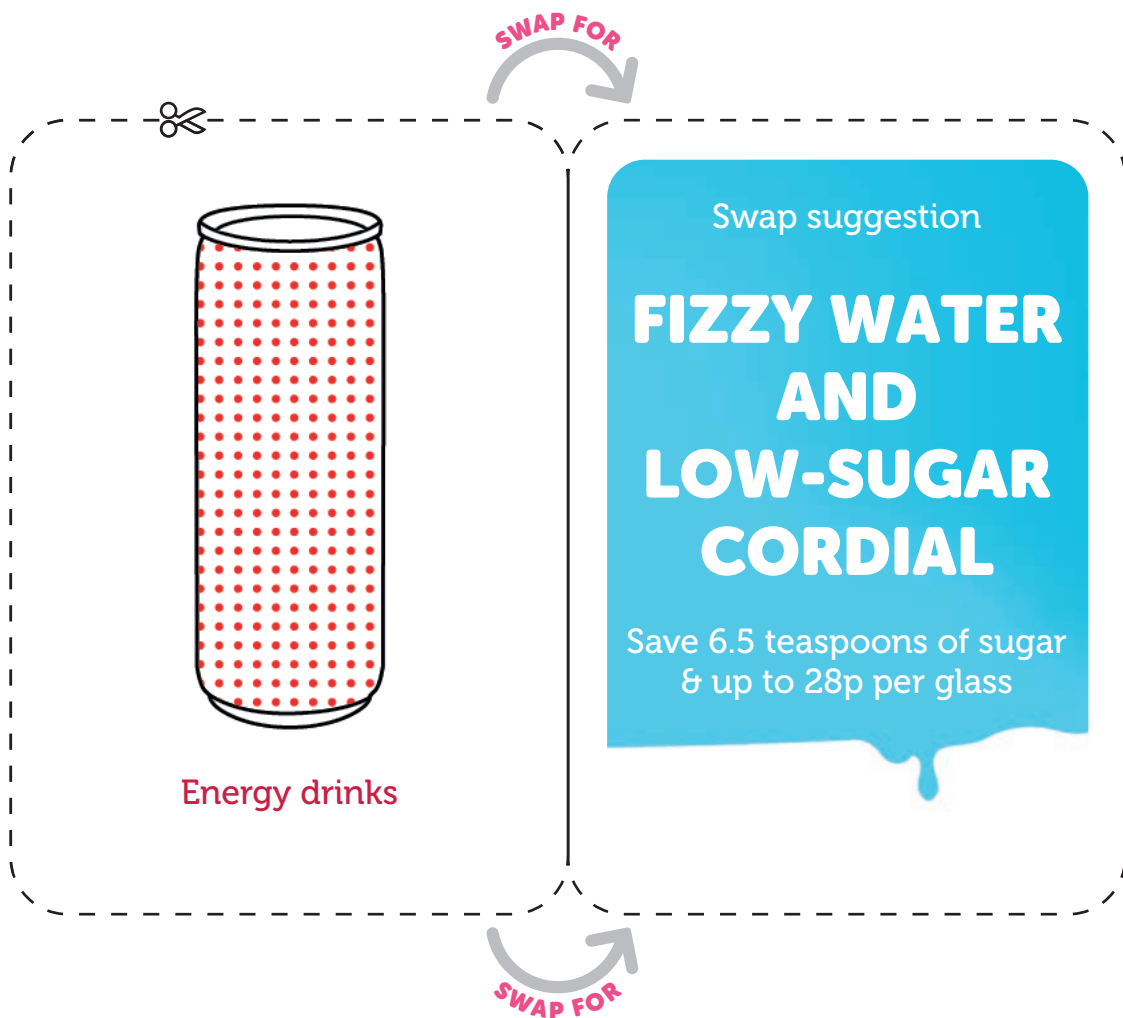 SWAP FOR
Energy drinks
Swap suggestion
FIZZY WATER
AND
LOW-SUGAR
CORDIAL
Save 6.5 teaspoons of sugar
& up to 28p per glass
SWAP FOR